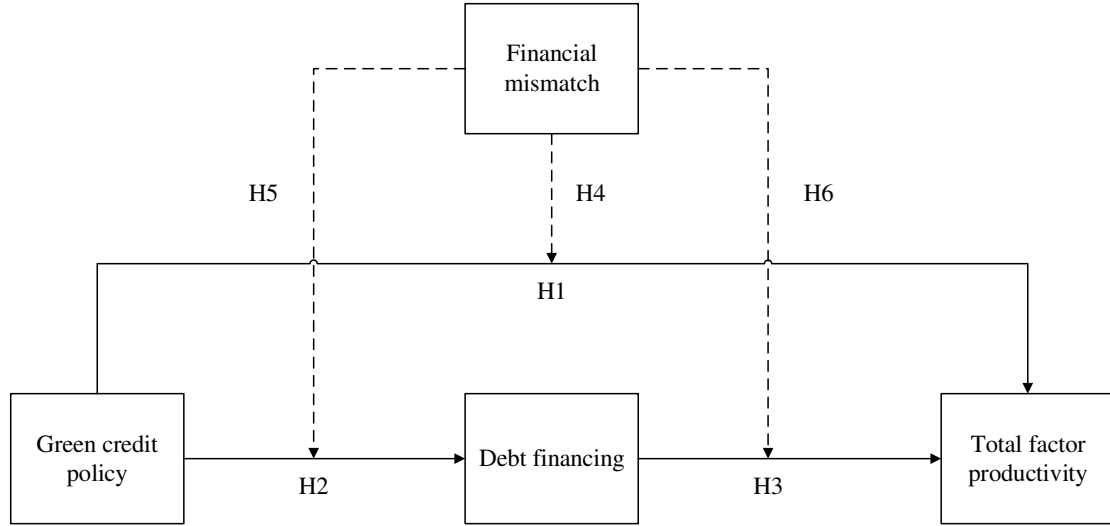 Financial
mismatch
H5
H4
H6
H1
Green credit
policy
Debt financing
Total factor
productivity
H2
H3